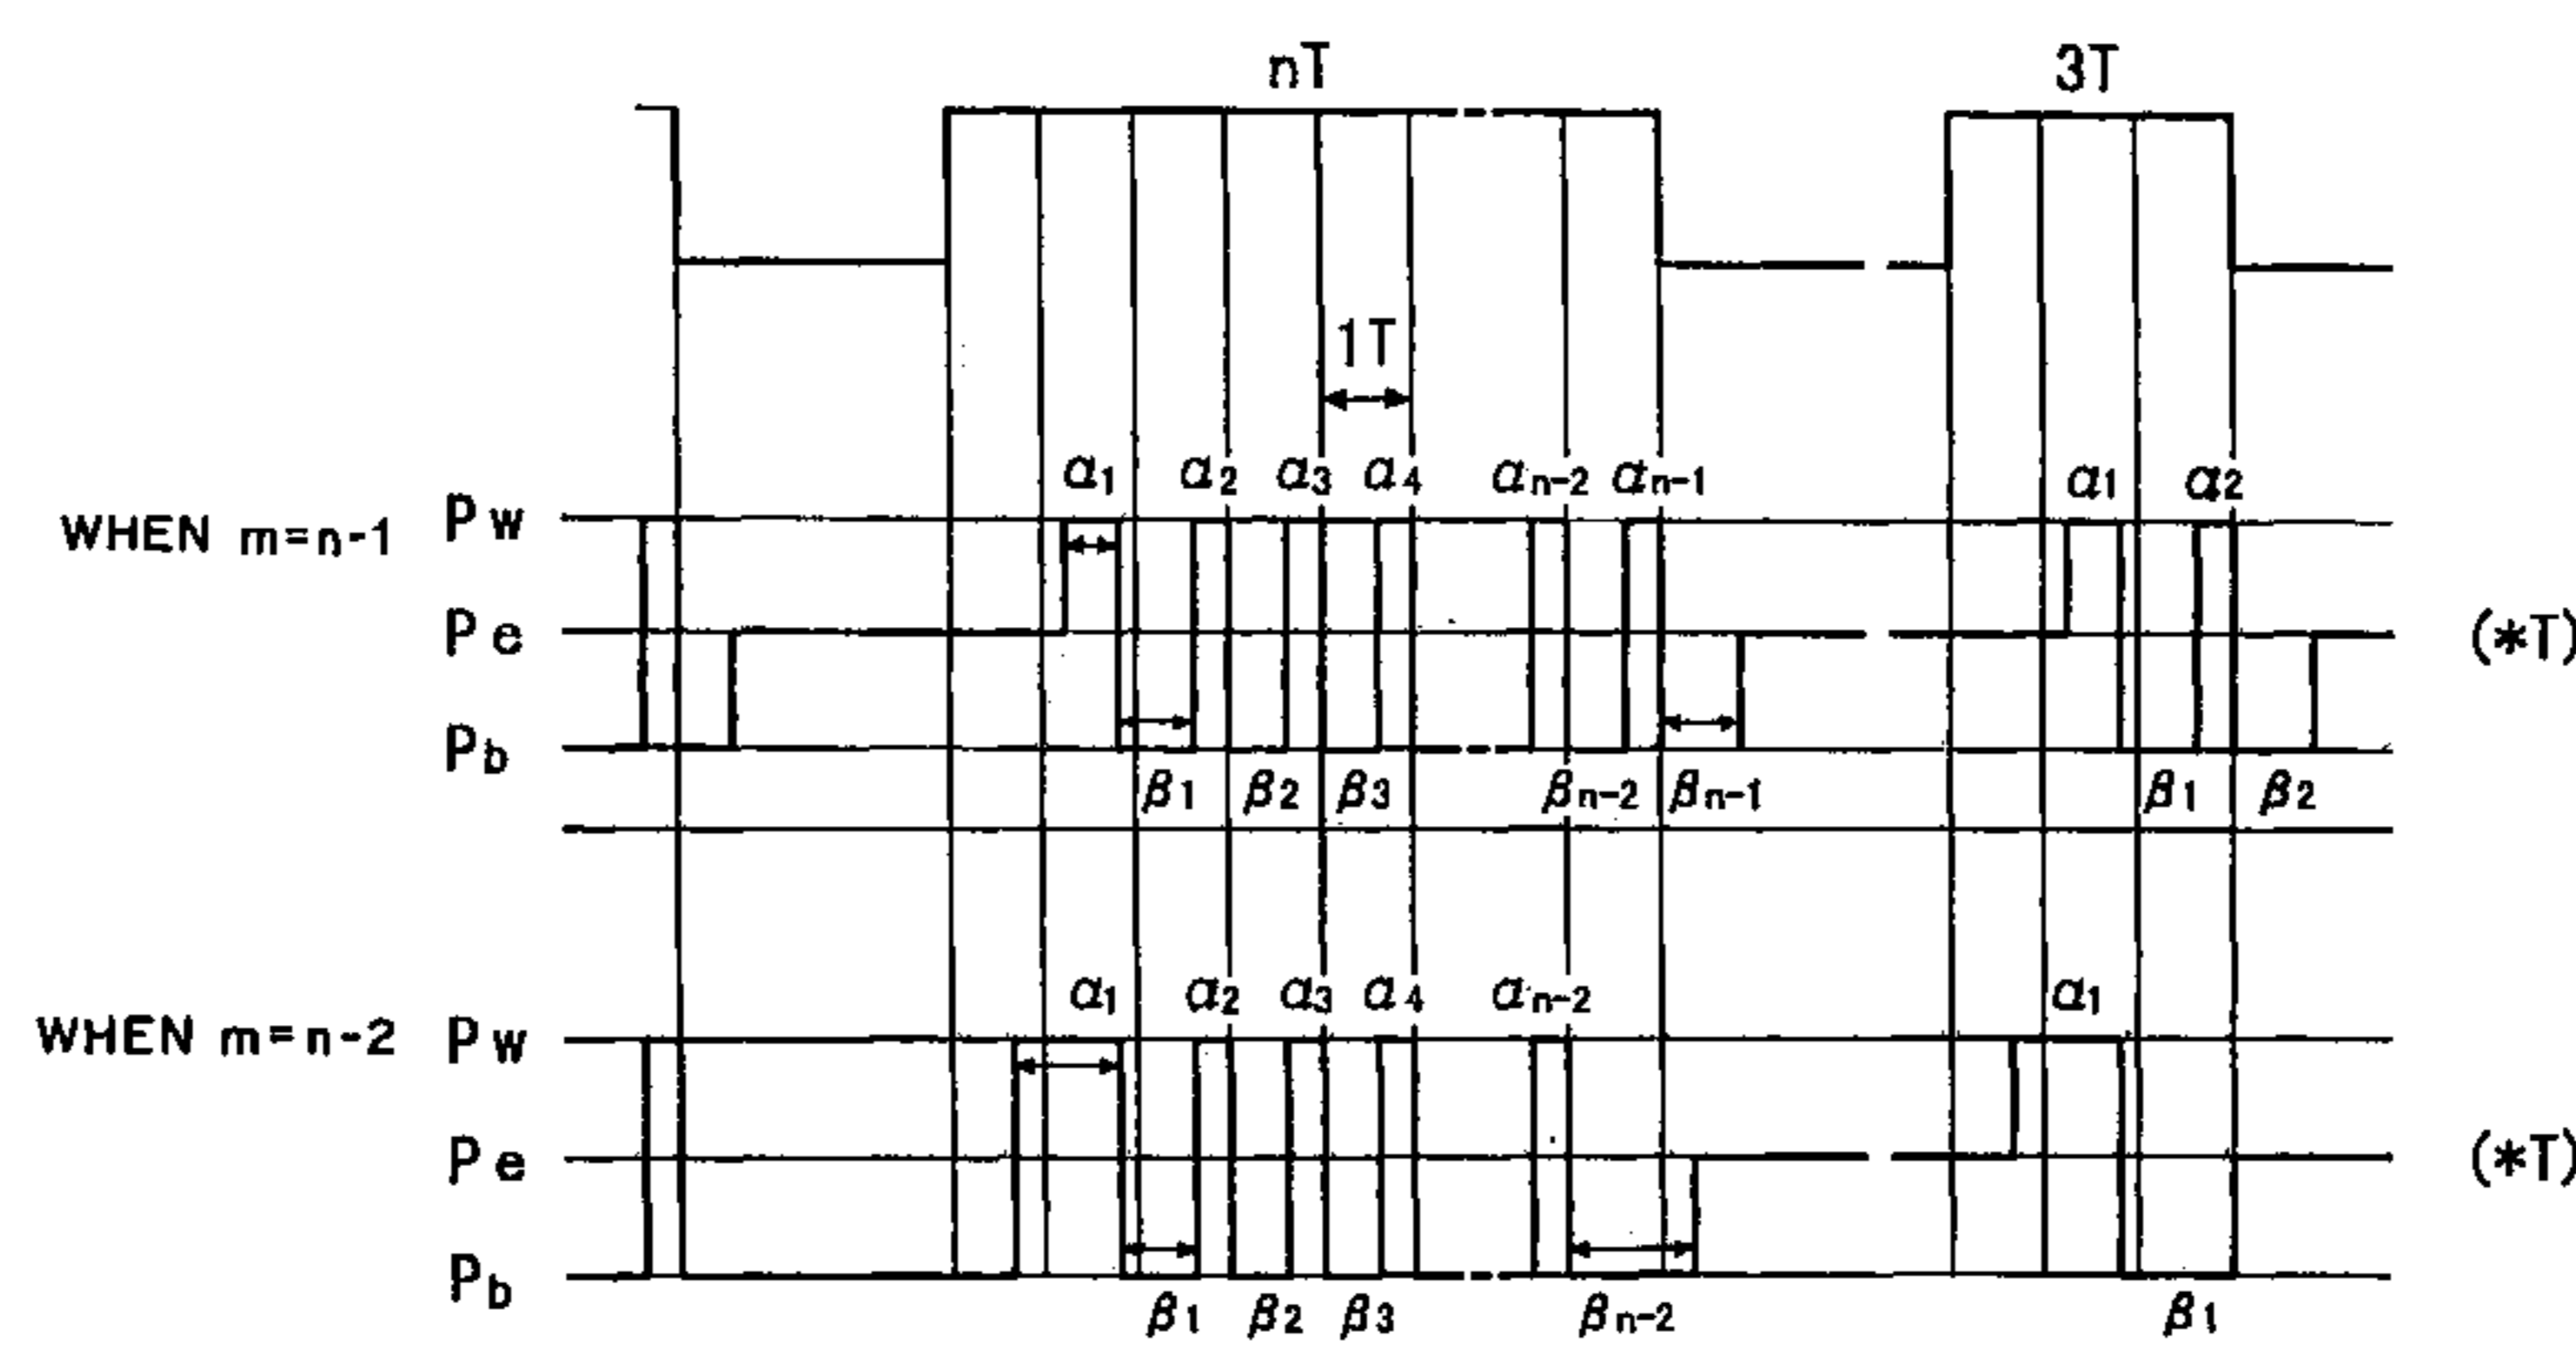 nT 3T
1T
α1 α2 α3 α4 αn-2 αn-1 α1 α2
WHEN m=n-1 Pw
Pe (*T)
Pb
β1 β2 β3 βn-2 βn-1 β1 β2
α1 α2 α3 α4 αn-2 α1
WHEN m=n-2 Pw
Pe (*T)
Pb
β1 β2 β3 βn-2 β1